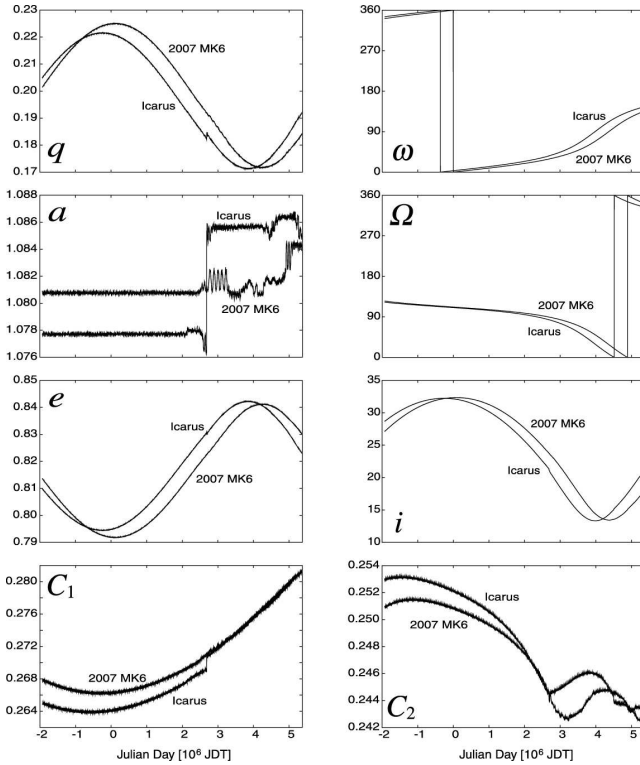 0.23
0.22
0.21
0.20
0.19
0.18
0.17
2007 MK6
Icarus
q
360
270
180
90
0
Icarus
2007 MK6
ω
1.088
1.086
1.084
1.082
1.080
1.078
1.076
a
Icarus
2007 MK6
360
270
180
90
0
Ω
2007 MK6
Icarus
0.85
0.84
0.83
0.82
0.81
0.80
0.79
e
Icarus
2007 MK6
35
30
25
20
15
10
2007 MK6
Icarus
i
0.280
0.276
0.272
0.268
0.264
C1
2007 MK6
Icarus
-2 -1 0 1 2 3 4 5
Julian Day [10⁶ JDT]
0.254
0.252
0.250
0.248
0.246
0.244
0.242
Icarus
2007 MK6
C2
-2 -1 0 1 2 3 4 5
Julian Day [10⁶ JDT]